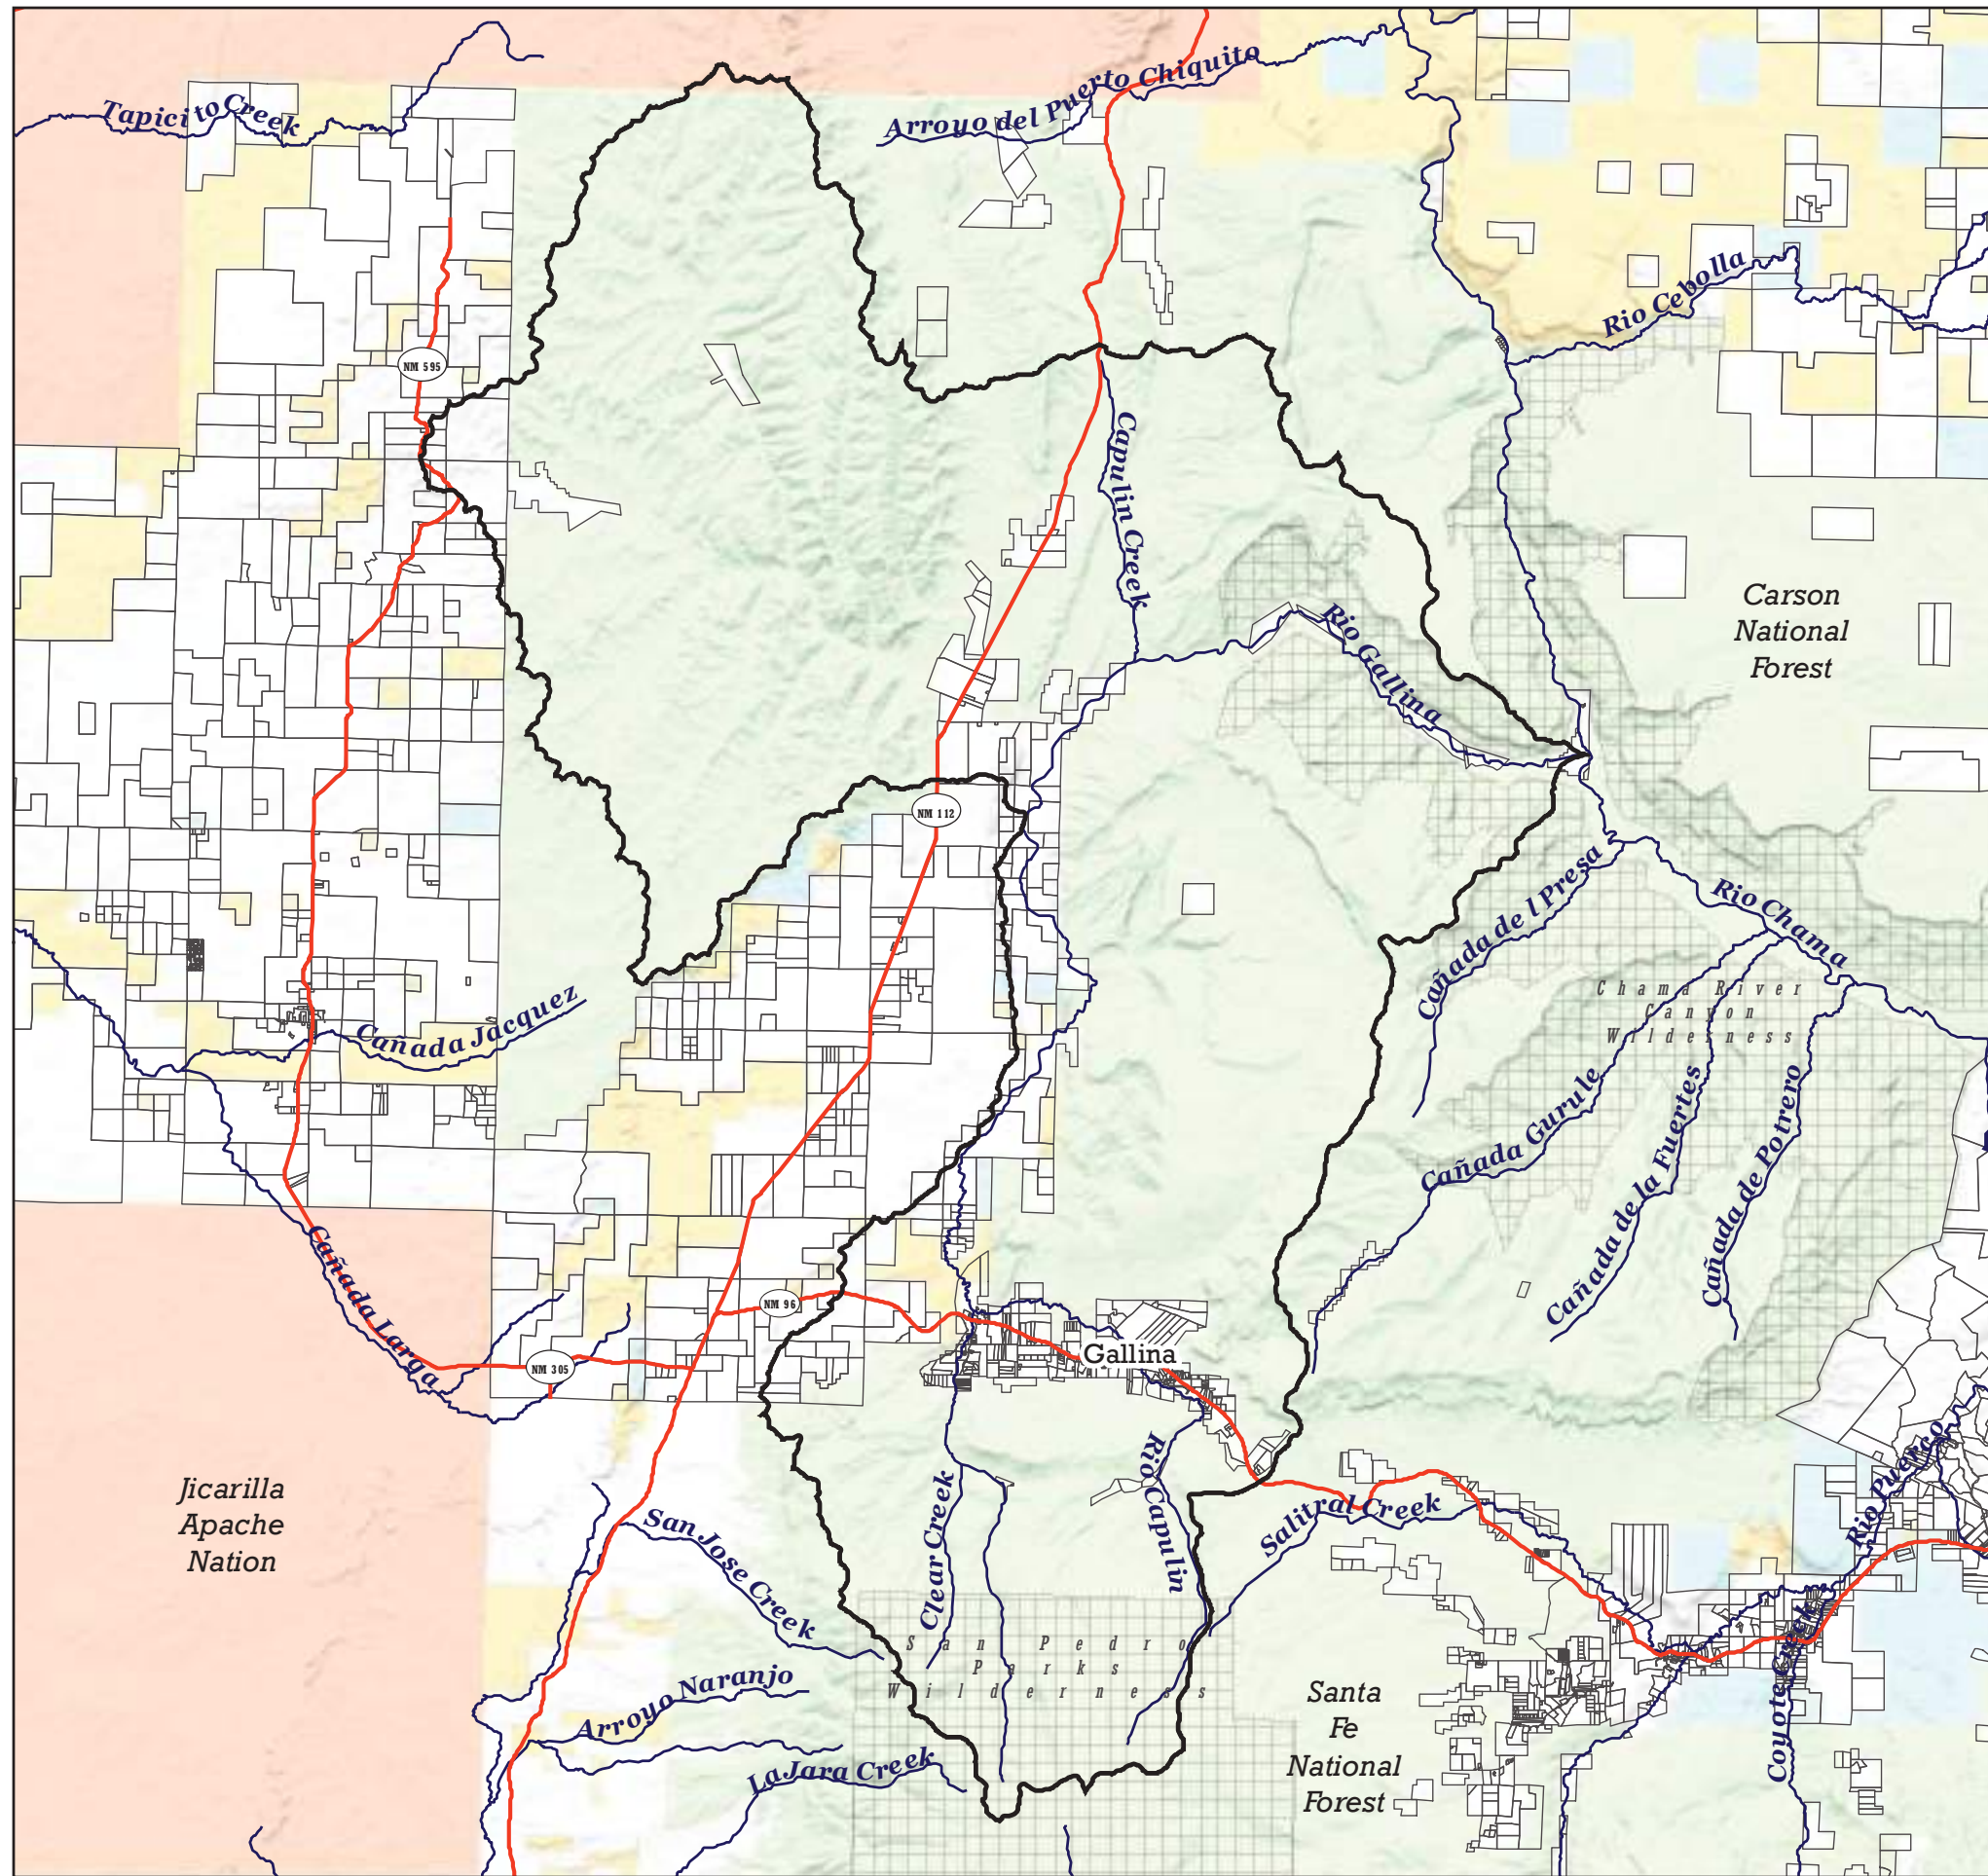 Tapicito Creek
Arroyo del Puerto Chiquito
Rio Cebolla
NM 595
Capulin Creek
Carson
National
Forest
Rio Gallina
NM 112
Cañada de l Presa
Rio Chama
Chama River
Canyon
Wilderness
Cañada Jacquez
Cañada Gurule
Cañada de la Fuertes
Cañada de Potrero
Cañada Larga
NM 96
Gallina
NM 305
Jicarilla
Apache
Nation
San Jose Creek
Clear Creek
Rio Capulin
Salitral Creek
Rio Puerco
San Pedro
Parks
Wilderness
Arroyo Naranjo
La Jara Creek
Santa
Fe
National
Forest
Coyote Creek